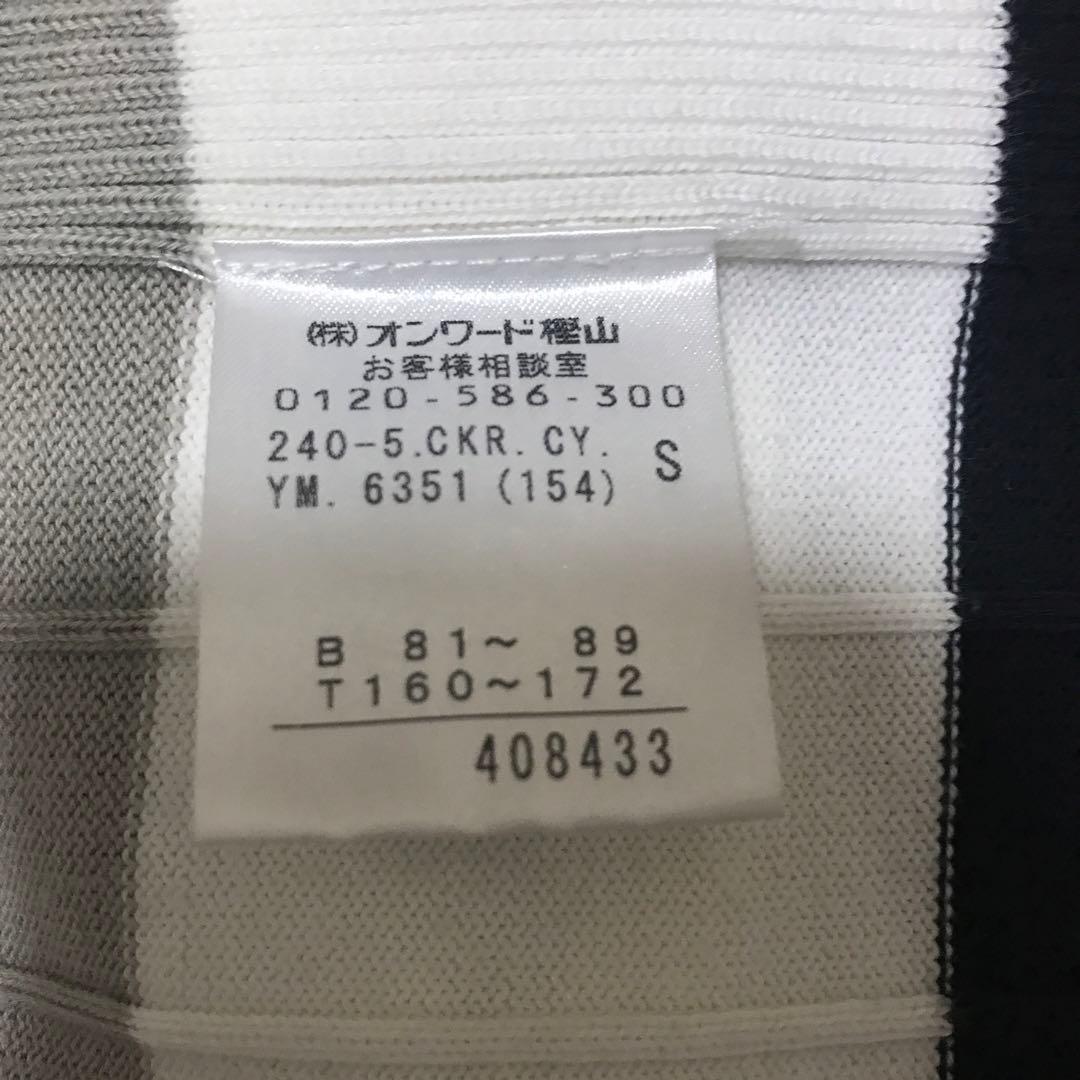 (株)オンワード樫山
お客様相談室
0120-586-300
240-5.CKR.CY.
YM. 6351 (154) S
B 81~ 89
T160~172
408433